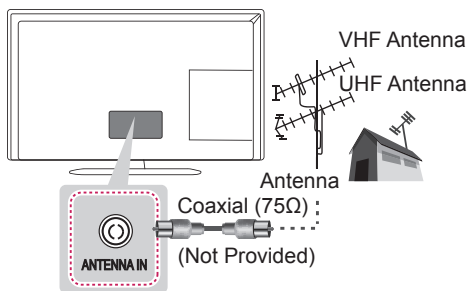 VHF Antenna
UHF Antenna
Antenna
Coaxial (75Ω)
(Not Provided)
ANTENNA IN